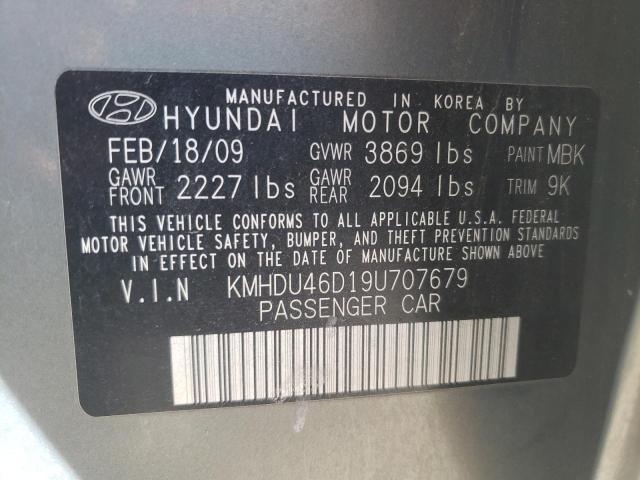 MANUFACTURED IN KOREA BY
HYUNDAI MOTOR COMPANY
FEB/18/09 GVWR 3869 lbs PAINT MBK
GAWR FRONT 2227 lbs GAWR REAR 2094 lbs TRIM 9K
THIS VEHICLE CONFORMS TO ALL APPLICABLE U.S.A. FEDERAL
MOTOR VEHICLE SAFETY, BUMPER, AND THEFT PREVENTION STANDARDS
IN EFFECT ON THE DATE OF MANUFACTURE SHOWN ABOVE
V.I.N KMHDU46D19U707679
PASSENGER CAR